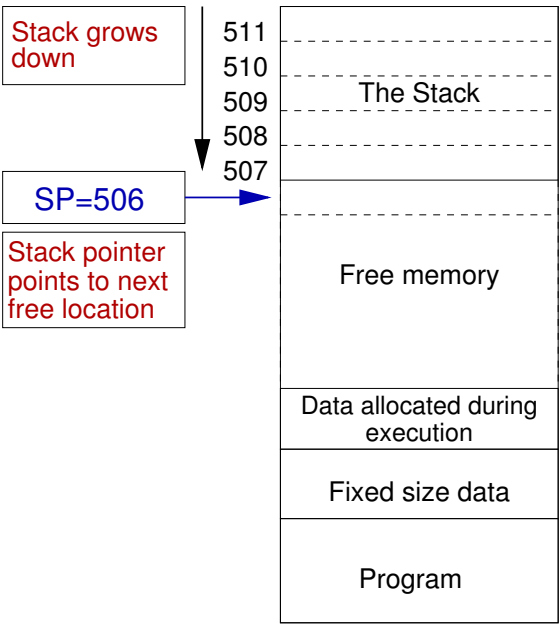 Stack grows
down
511
510
509
508
507
The Stack
SP=506
Stack pointer
points to next
free location
Free memory
Data allocated during
execution
Fixed size data
Program